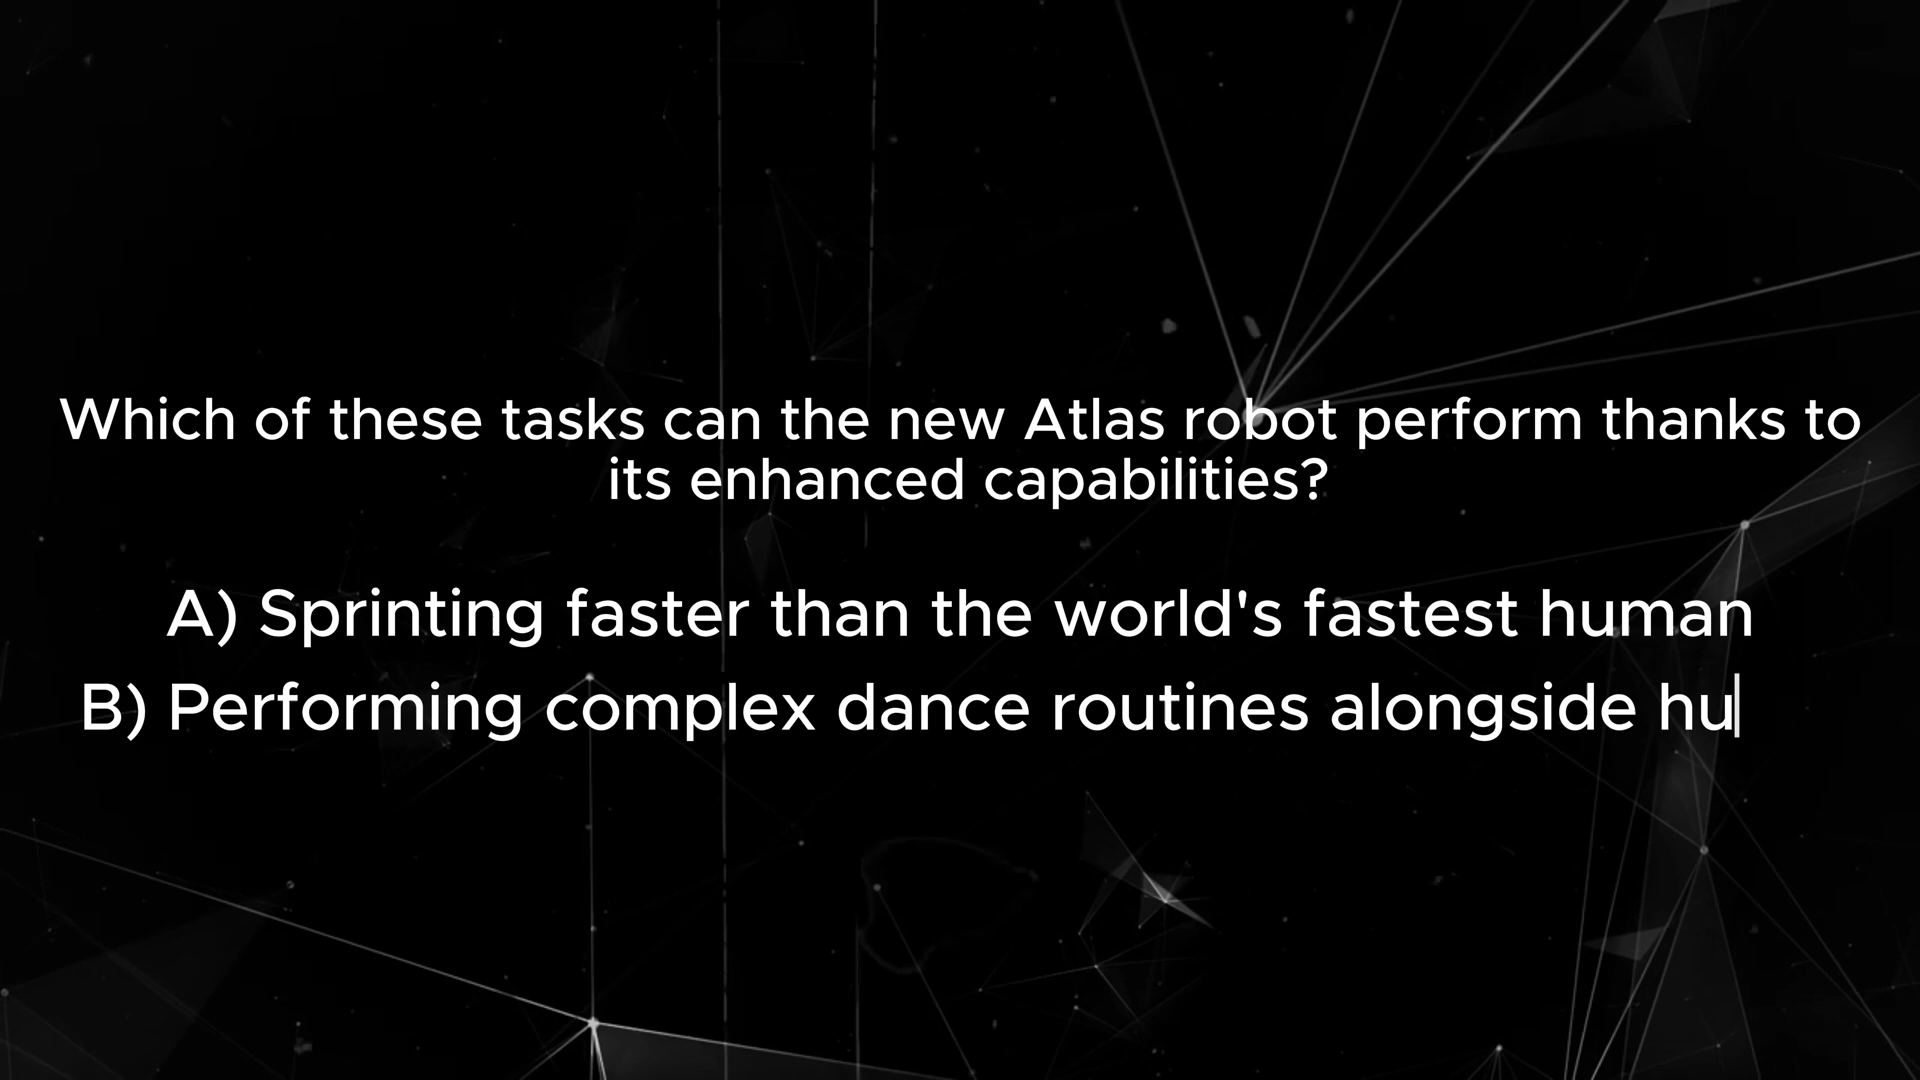 Which of these tasks can the new Atlas robot perform thanks to
its enhanced capabilities?
A) Sprinting faster than the world's fastest human
B) Performing complex dance routines alongside hu